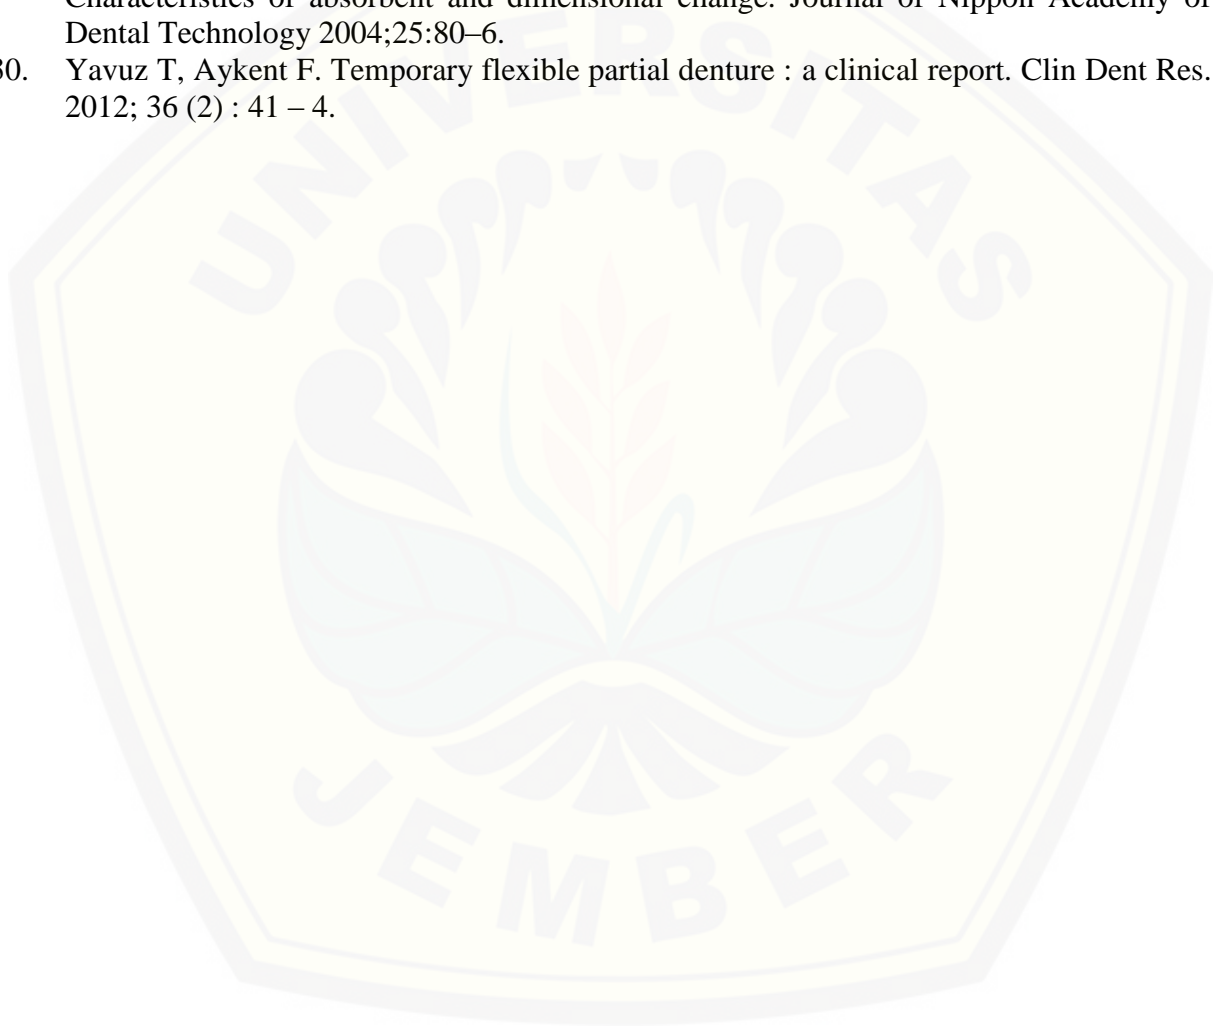 Characteristics of absorbent and dimensional change. Journal of Nippon Academy of
Dental Technology 2004;25:80–6.
30. Yavuz T, Aykent F. Temporary flexible partial denture : a clinical report. Clin Dent Res.
2012; 36 (2) : 41 – 4.
UNIVERSITAS
JEMBER